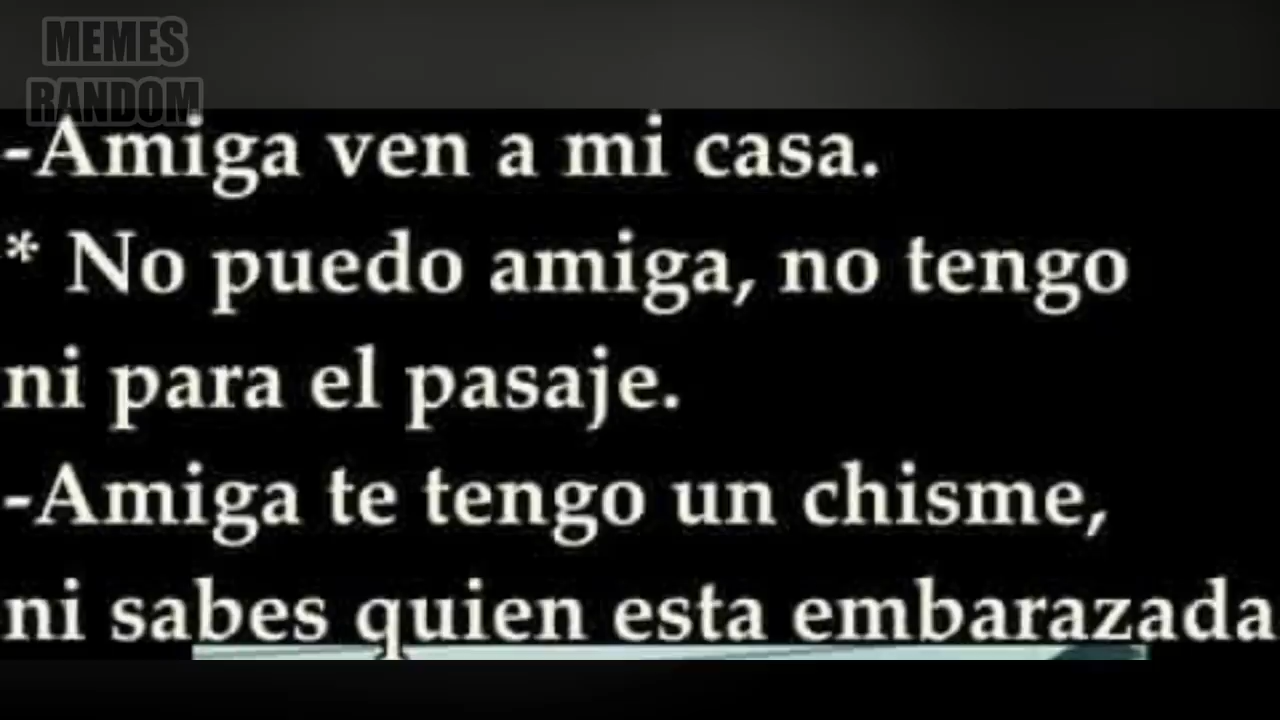 MEMES
RANDOM
-Amiga ven a mi casa.
* No puedo amiga, no tengo
ni para el pasaje.
-Amiga te tengo un chisme,
ni sabes quien esta embarazada